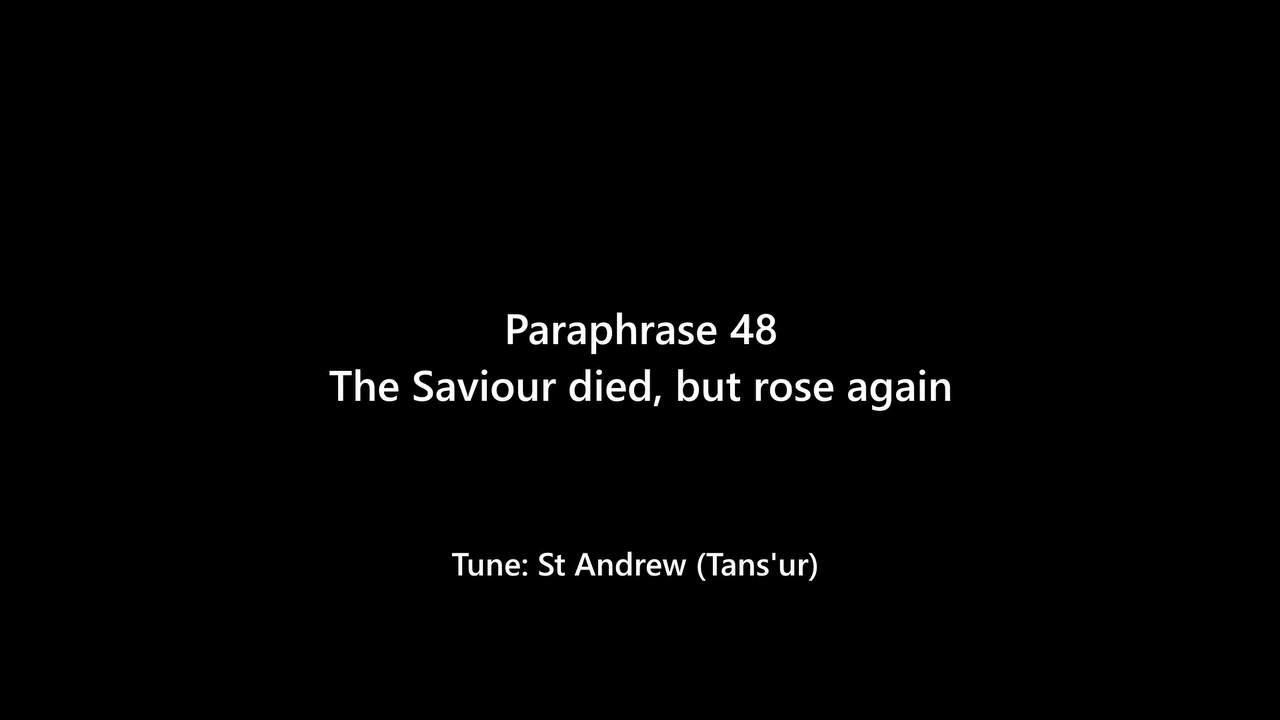 Paraphrase 48
The Saviour died, but rose again
Tune: St Andrew (Tans'ur)